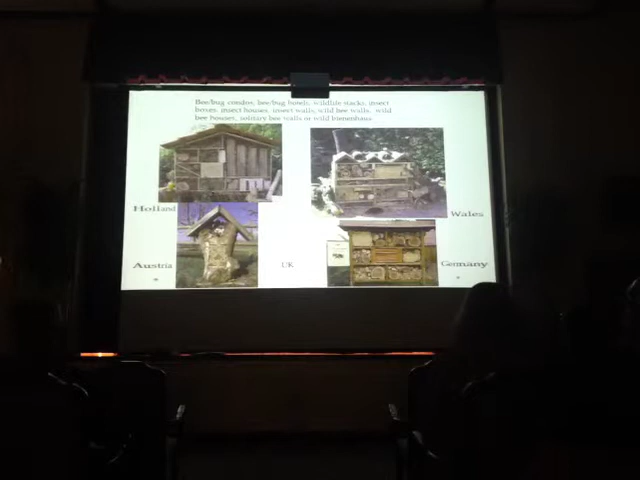 Bee/bug condos, bee/bug hotels, wildlife stacks, insect
boxes, insect houses, insect walls, wild bee walls, wild
bee houses, solitary bee walls or wild bienenhaus
Holland
Wales
Austria
UK
Germany